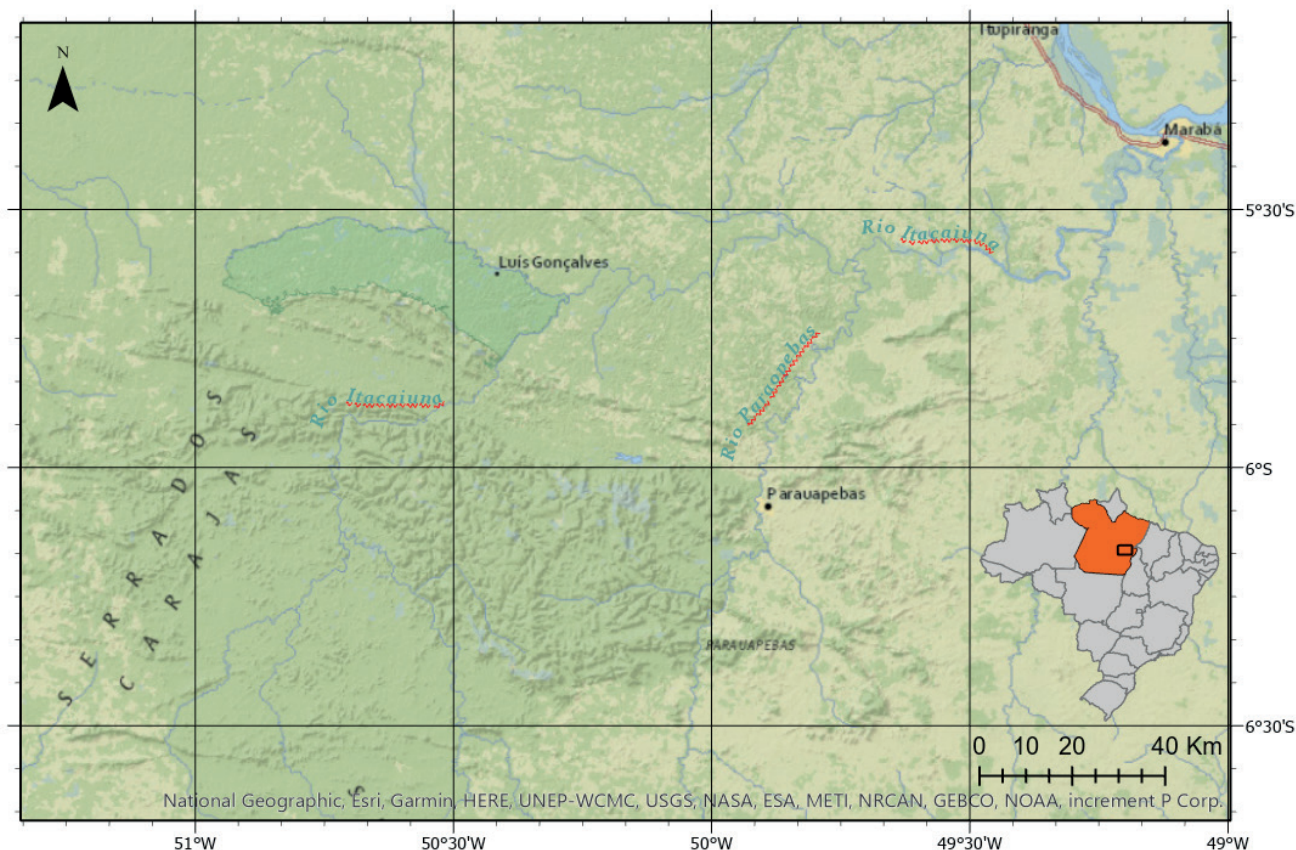 N
Itupiranga
Marabá
5°30'S
Rio Itacaiuna
Luis Gonçalves
Rio Paraopebas
Rio Itacaiuna
SERRA DOS
CARAJAS
6°S
Parauapebas
PARAUAPEBAS
6°30'S
0 10 20 40 Km
S
National Geographic, Esri, Garmin, HERE, UNEP-WCMC, USGS, NASA, ESA, METI, NRCAN, GEBCO, NOAA, increment P Corp.
51°W 50°30'W 50°W 49°30'W 49°W